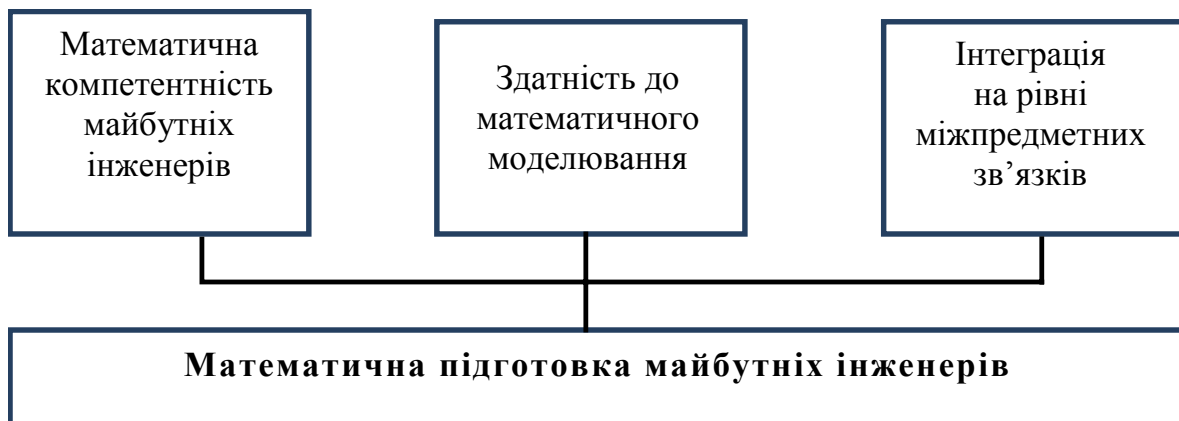 Математична
компетентність
майбутніх
інженерів
Здатність до
математичного
моделювання
Інтеграція
на рівні
міжпредметних
зв’язків
Математична підготовка майбутніх інженерів